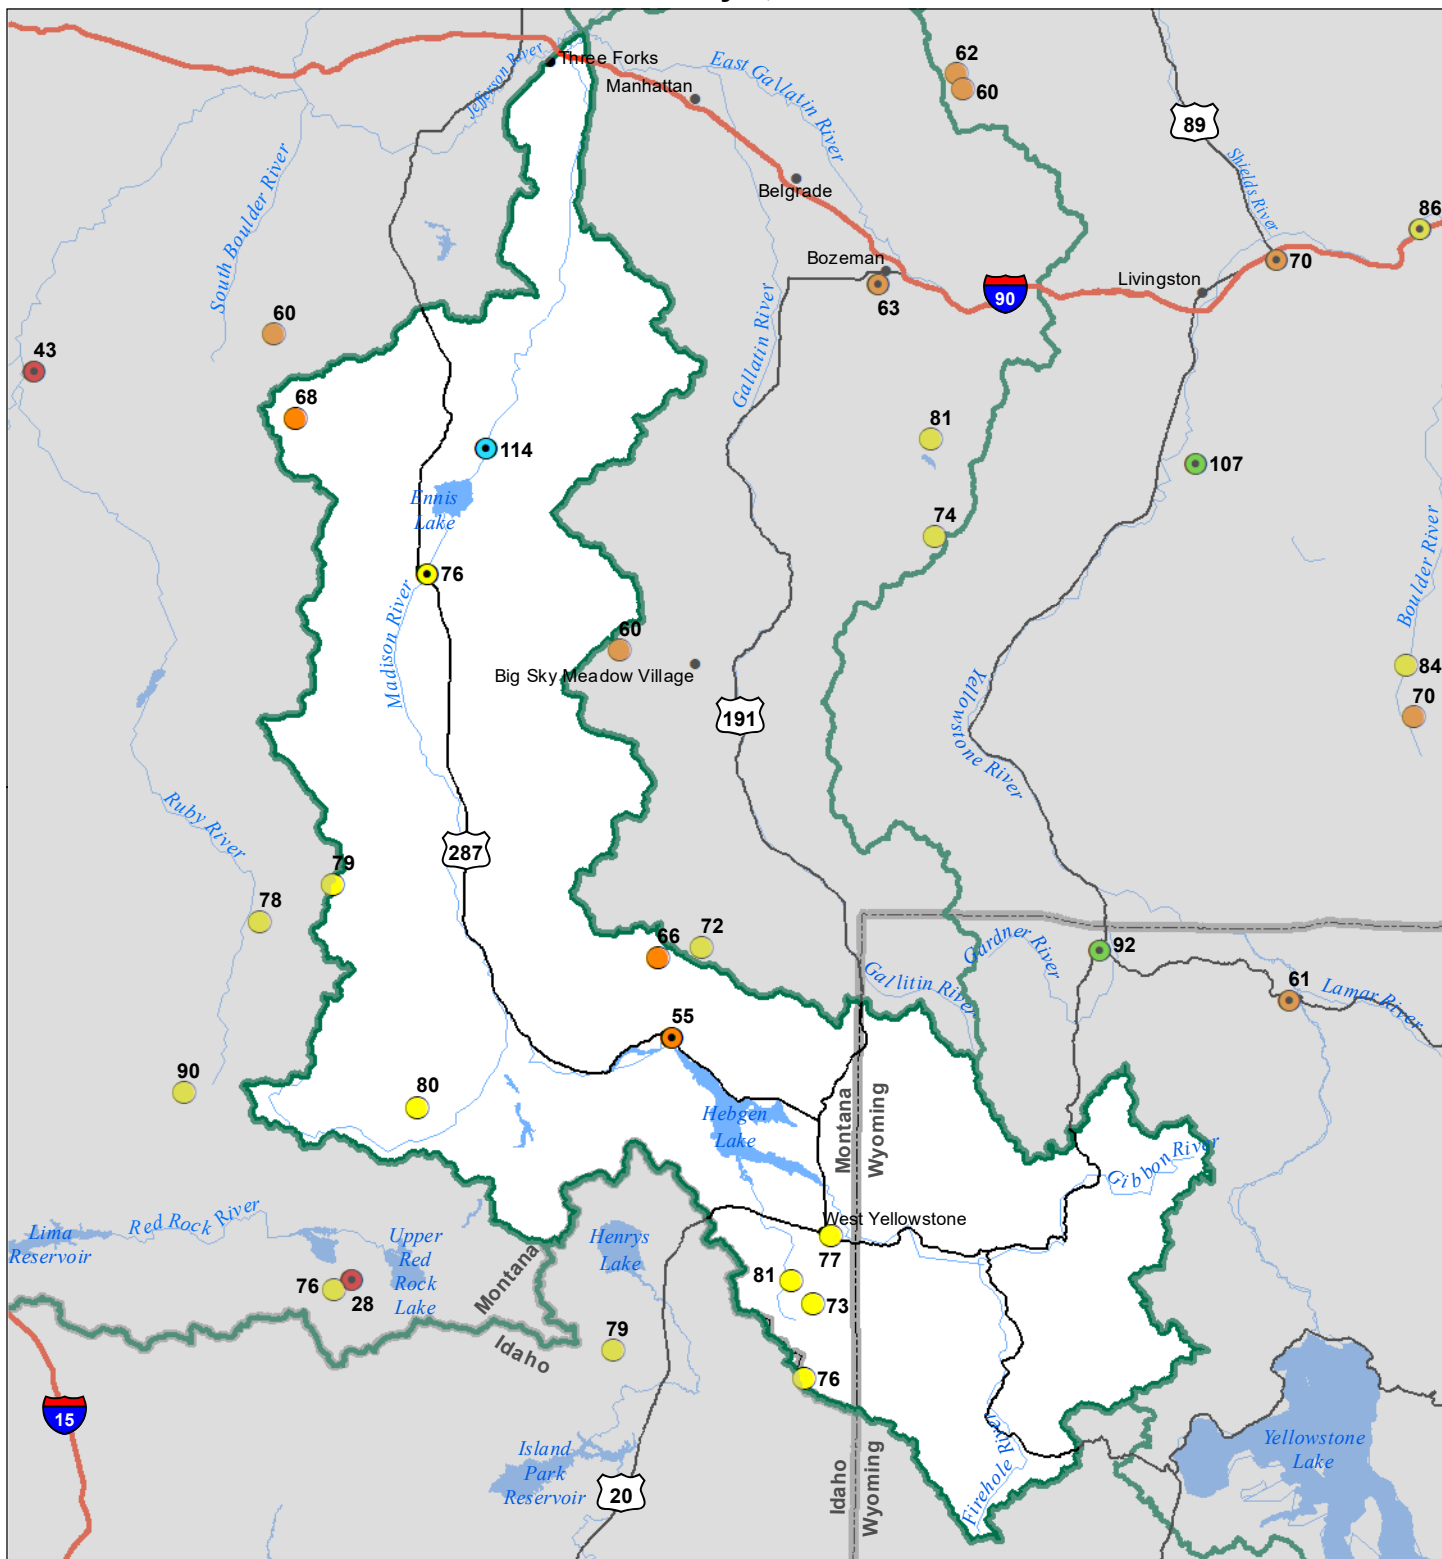 Three Forks
Jefferson River
Manhattan
East Gallatin River
62
60
89
Shields River
South Boulder River
Belgrade
86
Bozeman
70
Livingston
63
90
Gallatin River
60
43
68
81
114
107
Ennis
Lake
74
Boulder River
76
Madison River
60
Big Sky Meadow Village
84
70
191
Yellowstone River
Ruby River
287
79
78
72
66
92
Gardner River
Gallitin River
61
Lamar River
55
90
80
Hebgen
Lake
Montana
Wyoming
Gibbon River
Red Rock River
Lima
Reservoir
Upper
Red
Rock
Lake
Henrys
Lake
West Yellowstone
77
Montana
81
73
76
28
Idaho
79
76
15
Island
Park
Reservoir
20
Idaho
Wyoming
Firehole River
Yellowstone
Lake